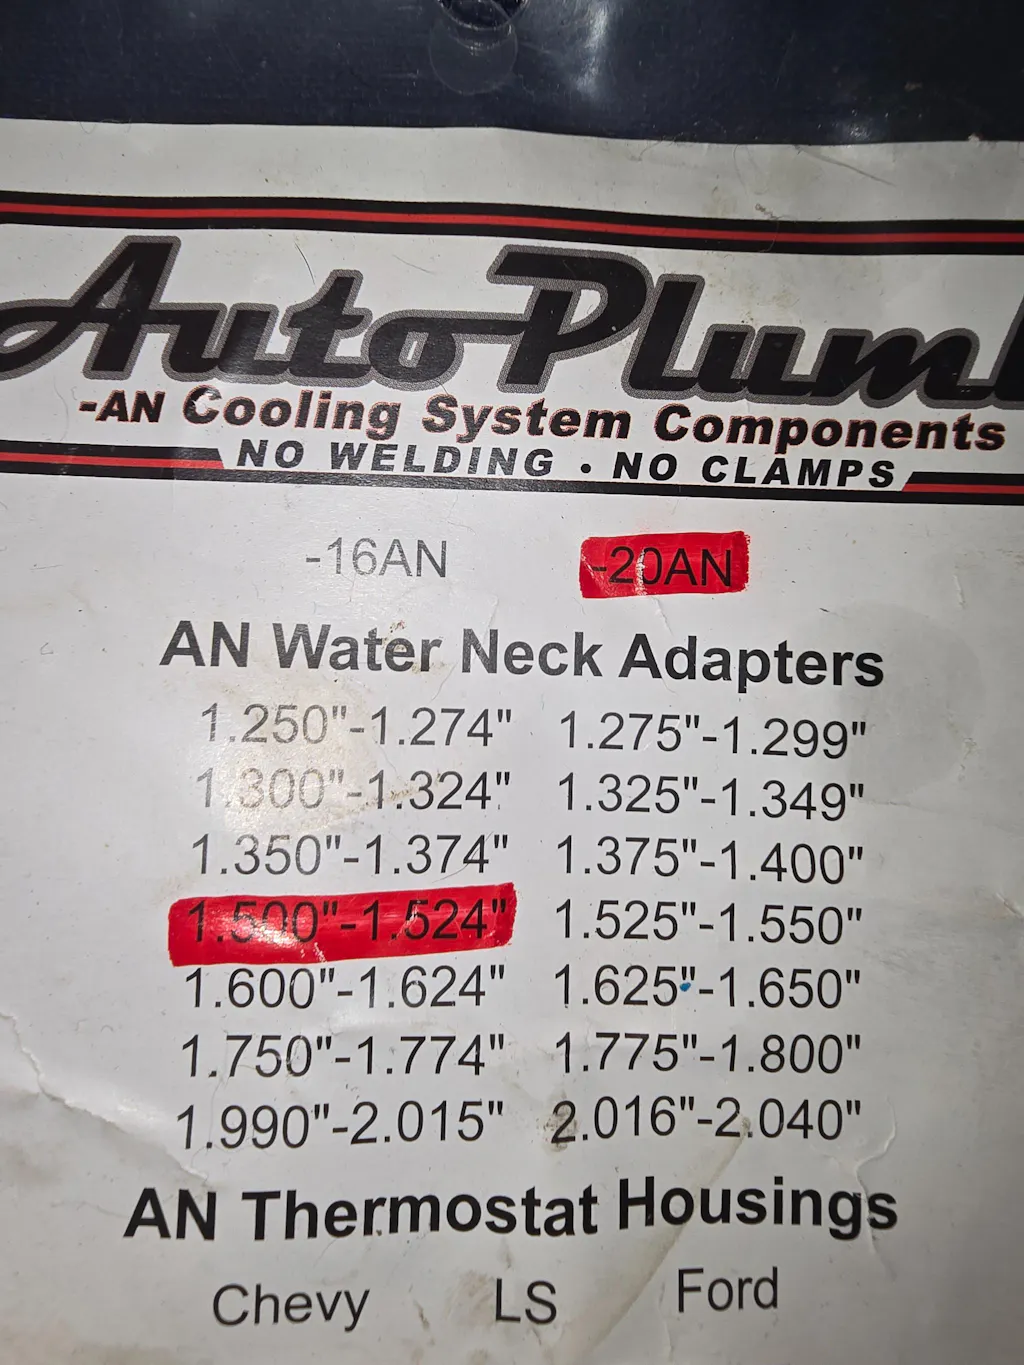 Auto Plum
-AN Cooling System Components
NO WELDING • NO CLAMPS
-16AN -20AN
AN Water Neck Adapters
1.250"-1.274" 1.275"-1.299"
1.300"-1.324" 1.325"-1.349"
1.350"-1.374" 1.375"-1.400"
1.500"-1.524" 1.525"-1.550"
1.600"-1.624" 1.625"-1.650"
1.750"-1.774" 1.775"-1.800"
1.990"-2.015" 2.016"-2.040"
AN Thermostat Housings
Chevy LS Ford